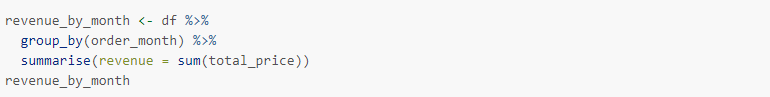 revenue_by_month <- df %>%
  group_by(order_month) %>%
  summarise(revenue = sum(total_price))
revenue_by_month